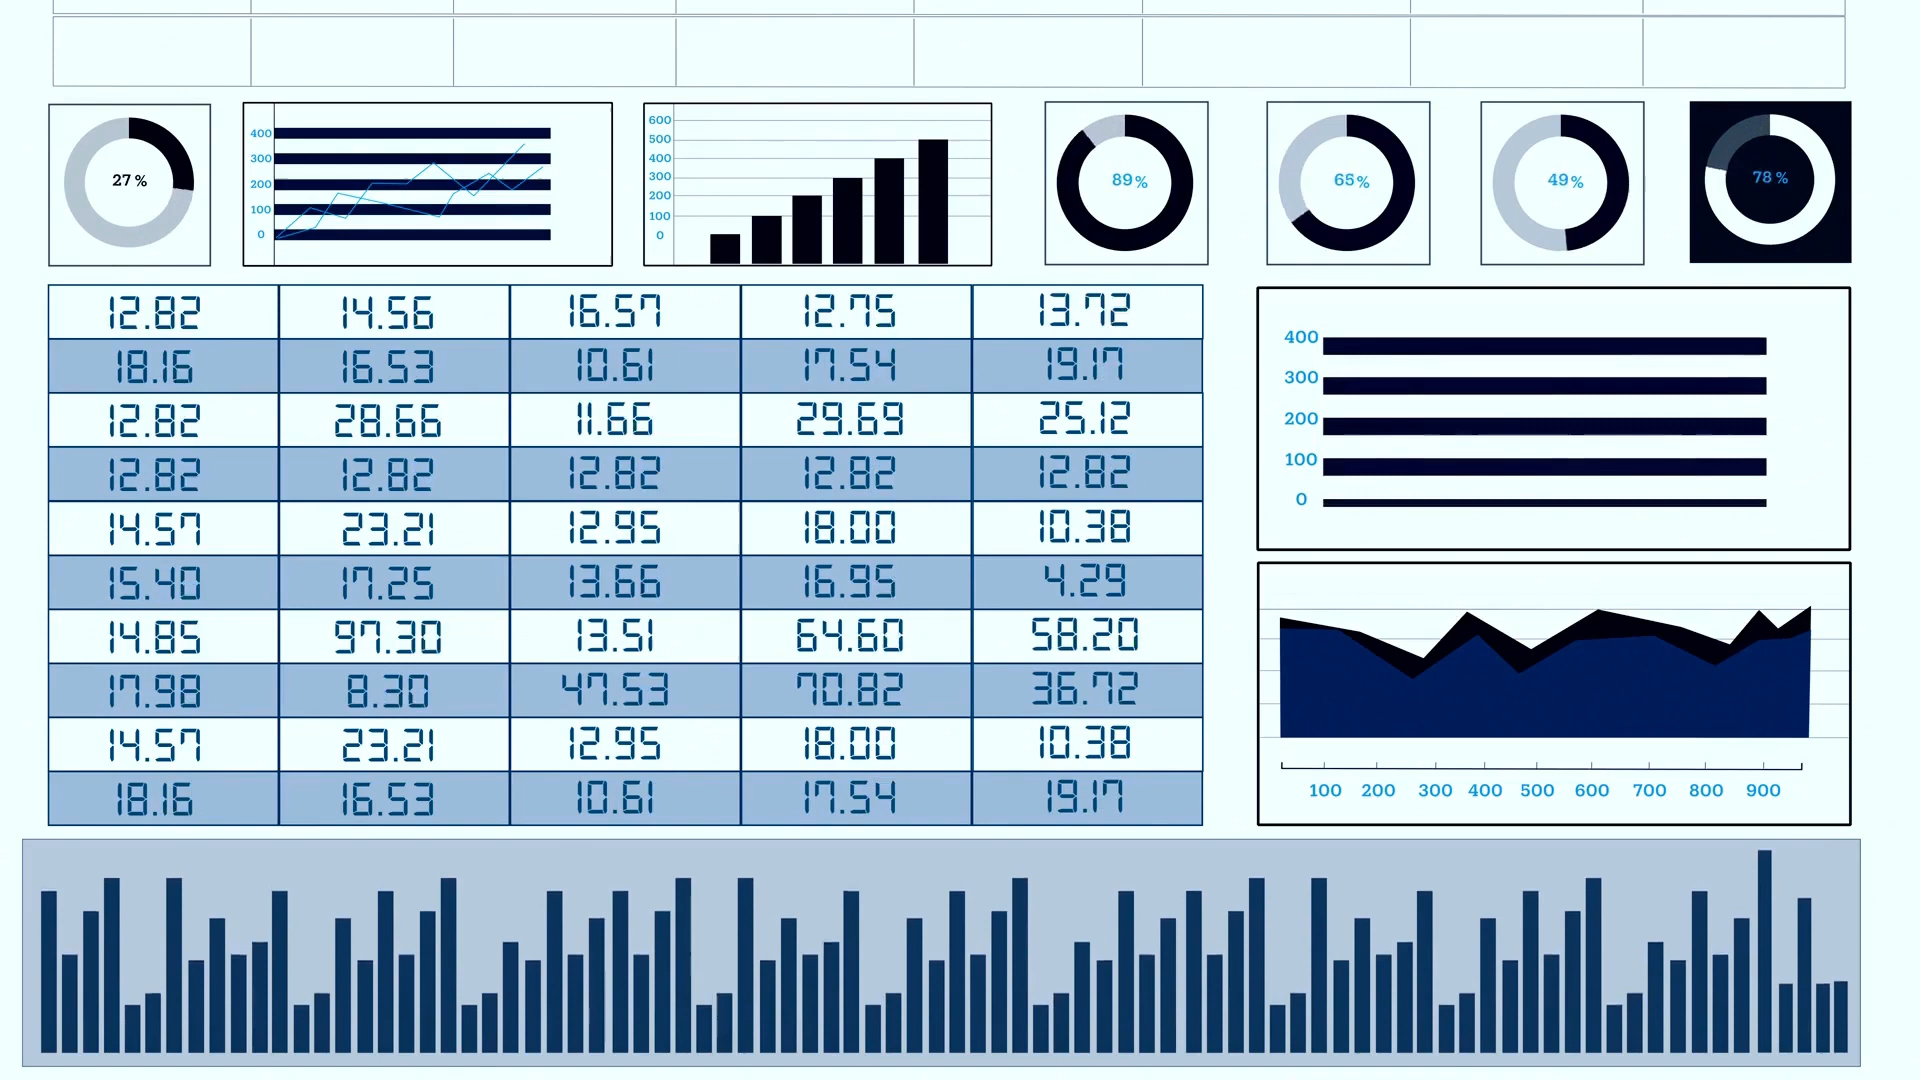 27 %
400
300
200
100
0
600
500
400
300
200
100
0
89%
65%
49%
78 %
12.82 14.56 16.57 12.75 13.72
18.16 16.53 10.61 17.54 19.17
12.82 28.66 11.66 29.69 25.12
12.82 12.82 12.82 12.82 12.82
14.57 23.21 12.95 18.00 10.38
15.40 17.25 13.66 16.95 4.29
14.85 97.30 13.51 64.60 58.20
17.98 8.30 47.53 70.82 36.72
14.57 23.21 12.95 18.00 10.38
18.16 16.53 10.61 17.54 19.17
400
300
200
100
0
100 200 300 400 500 600 700 800 900